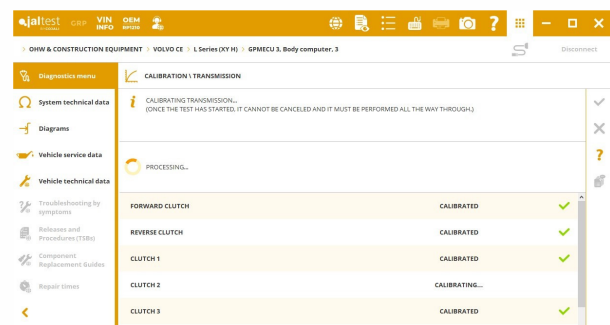 jaltest GRP VIN INFO OEM
> OHW & CONSTRUCTION EQUIPMENT > VOLVO CE > L Series (XY H) > GPMECU 3, Body computer, 3
Disconnect
Diagnostics menu
CALIBRATION \ TRANSMISSION
System technical data
Diagrams
Vehicle service data
Vehicle technical data
Troubleshooting by symptoms
Releases and Procedures (TSBs)
Component Replacement Guides
Repair times
i CALIBRATING TRANSMISSION...
(ONCE THE TEST HAS STARTED, IT CANNOT BE CANCELED AND IT MUST BE PERFORMED ALL THE WAY THROUGH.)
PROCESSING...
FORWARD CLUTCH CALIBRATED
REVERSE CLUTCH CALIBRATED
CLUTCH 1 CALIBRATED
CLUTCH 2 CALIBRATING...
CLUTCH 3 CALIBRATED